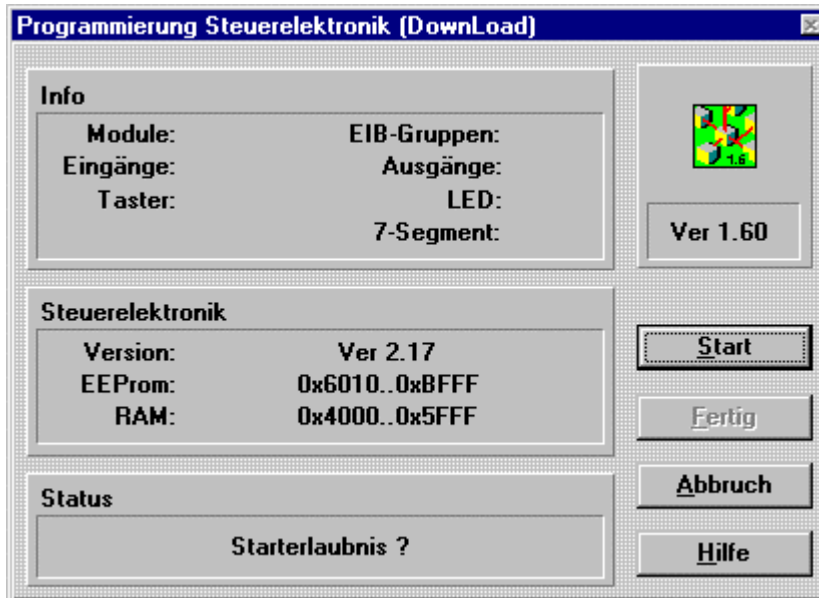 Programmierung Steuerelektronik (DownLoad)
Info
Module: EIB-Gruppen:
Eingänge: Ausgänge:
Taster: LED:
7-Segment:
1.6
Ver 1.60
Steuerelektronik
Version: Ver 2.17
EEProm: 0x6010..0xBFFF
RAM: 0x4000..0x5FFF
Status
Starterlaubnis ?
Start
Fertig
Abbruch
Hilfe